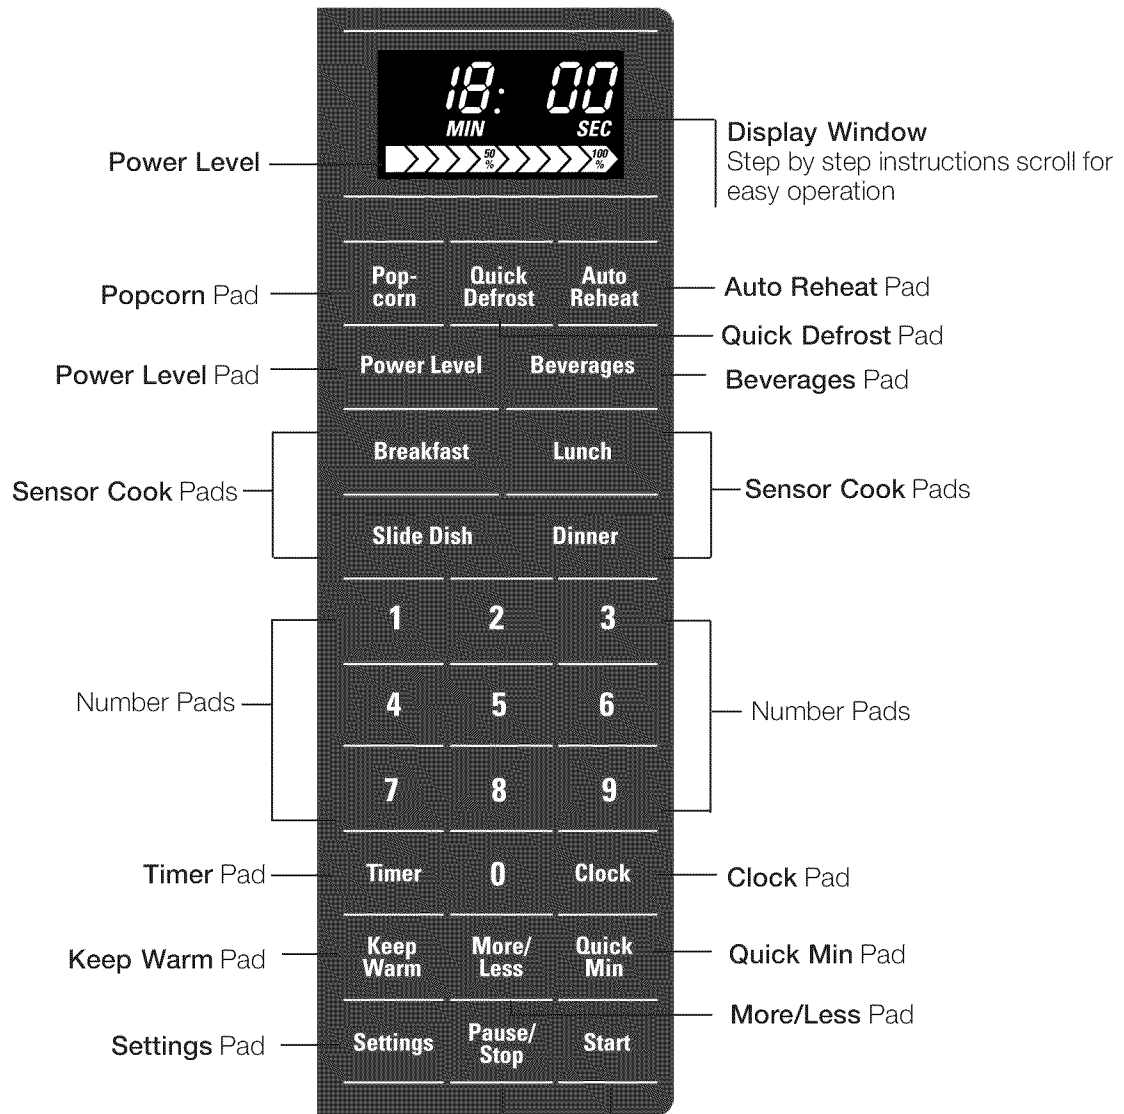 18: 00
MIN SEC
50 % 100 %
Power Level
Display Window
Step by step instructions scroll for
easy operation
Pop-
corn
Quick
Defrost
Auto
Reheat
Popcorn Pad
Auto Reheat Pad
Quick Defrost Pad
Power Level Pad
Power Level
Beverages
Beverages Pad
Breakfast
Lunch
Sensor Cook Pads
Sensor Cook Pads
Slide Dish
Dinner
1 2 3
Number Pads
4 5 6
Number Pads
7 8 9
Timer Pad
Timer
0
Clock
Clock Pad
Keep Warm Pad
Keep
Warm
More/
Less
Quick
Min
Quick Min Pad
More/Less Pad
Settings Pad
Settings
Pause/
Stop
Start